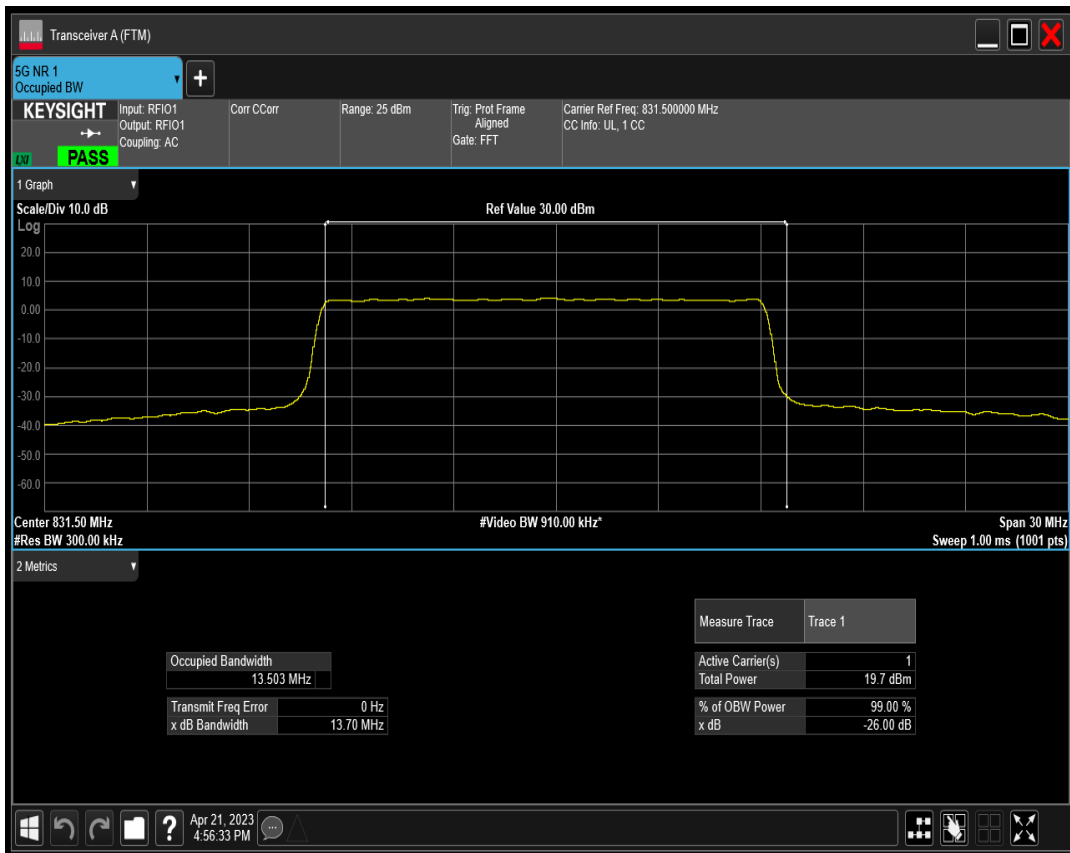 Transceiver A (FTM)
5G NR 1
Occupied BW
+
KEYSIGHT
LXI
PASS
Input: RFIO1
Output: RFIO1
Coupling: AC
Corr CCorr
Range: 25 dBm
Trig: Prot Frame
Aligned
Gate: FFT
Carrier Ref Freq: 831.500000 MHz
CC Info: UL, 1 CC
1 Graph
Scale/Div 10.0 dB
Ref Value 30.00 dBm
Log
20.0
10.0
0.00
-10.0
-20.0
-30.0
-40.0
-50.0
-60.0
Center 831.50 MHz
#Video BW 910.00 kHz*
Span 30 MHz
#Res BW 300.00 kHz
Sweep 1.00 ms (1001 pts)
2 Metrics
Measure Trace Trace 1
Occupied Bandwidth
13.503 MHz
Transmit Freq Error 0 Hz
x dB Bandwidth 13.70 MHz
Active Carrier(s) 1
Total Power 19.7 dBm
% of OBW Power 99.00 %
x dB -26.00 dB
?
Apr 21, 2023
4:56:33 PM